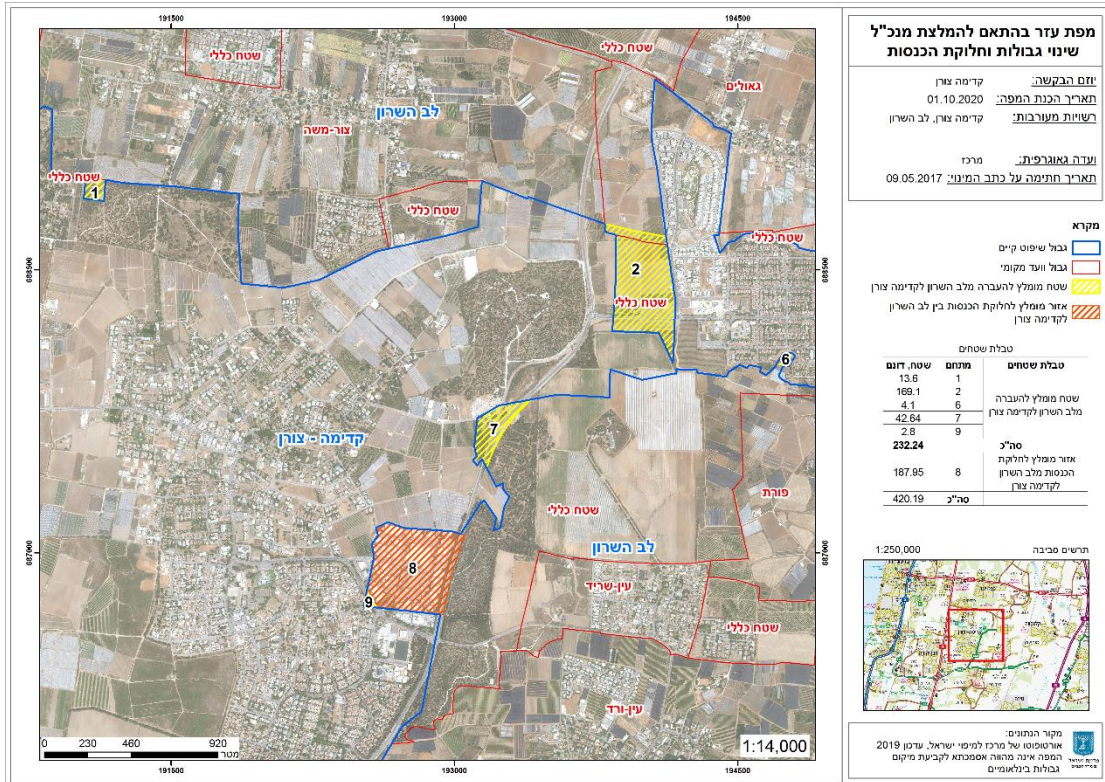 מפת עזר בהתאם להמלצת מנכ"ל
שינוי גבולות וחלוקת הכנסות
יוזם הבקשה: קדימה צורן
תאריך הכנת המפה: 01.10.2020
רשויות מעורבות: קדימה צורן, לב השרון
ועדה גאוגרפית: מרכז
תאריך חתימה על כתב המינוי: 09.05.2017
מקרא
גבול שיפוט קיים
גבול וועד מקומי
שטח מומלץ להעברה מלב השרון לקדימה צורן
אזור מומלץ לחלוקת הכנסות בין לב השרון
לקדימה צורן
טבלת שטחים
טבלת שטחים מתחם שטח, דונם
שטח מומלץ להעברה
מלב השרון לקדימה צורן
1 13.6
2 169.1
6 4.1
7 42.64
9 2.8
סה"כ 232.24
אזור מומלץ לחלוקת
הכנסות מלב השרון
לקדימה צורן
8 187.95
סה"כ 420.19
תרשים סביבה 1:250,000
מקור הנתונים:
אורטופוטו של מרכז למיפוי ישראל, עדכון 2019
המפה אינה מהווה אסמכתא לקביעת מיקום
גבולות בינלאומיים
191500 193000 194500
שטח כללי
שטח כללי
גאולים
לב השרון
צור-משה
שטח כללי
1
שטח כללי
שטח כללי
688500 688500
2
שטח כללי
6
7
קדימה - צורן
פורת
שטח כללי
לב השרון
687000 687000
8
עין-שריד
9
שטח כללי
עין-ורד
0 230 460 920
מטר
1:14,000
191500 193000 194500